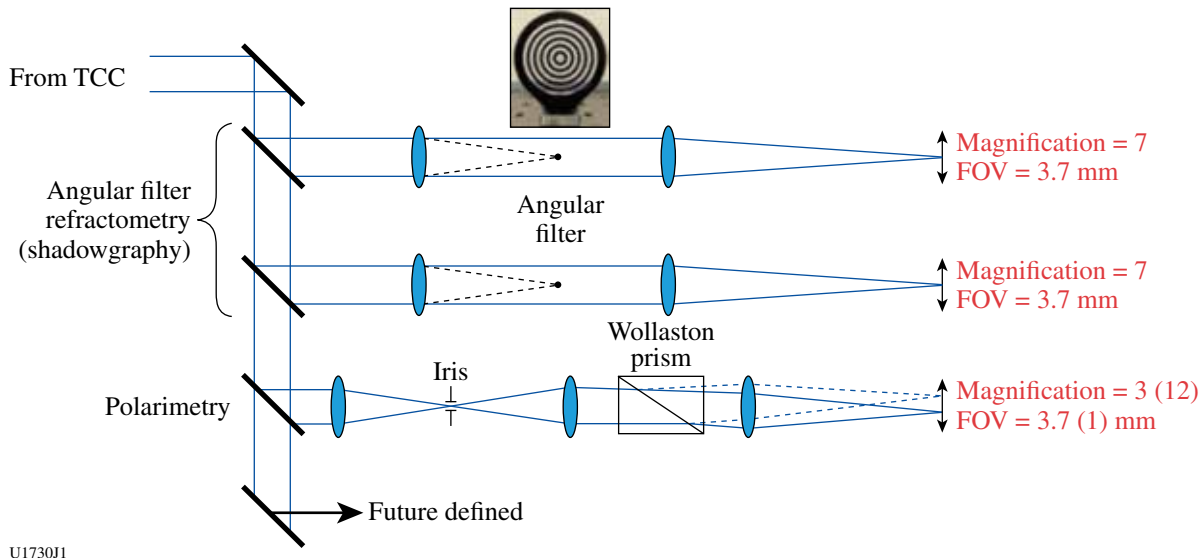 From TCC
Magnification = 7
FOV = 3.7 mm
Angular filter
refractometry
(shadowgraphy)
Angular
filter
Magnification = 7
FOV = 3.7 mm
Wollaston
prism
Iris
Polarimetry
Magnification = 3 (12)
FOV = 3.7 (1) mm
Future defined
U1730J1